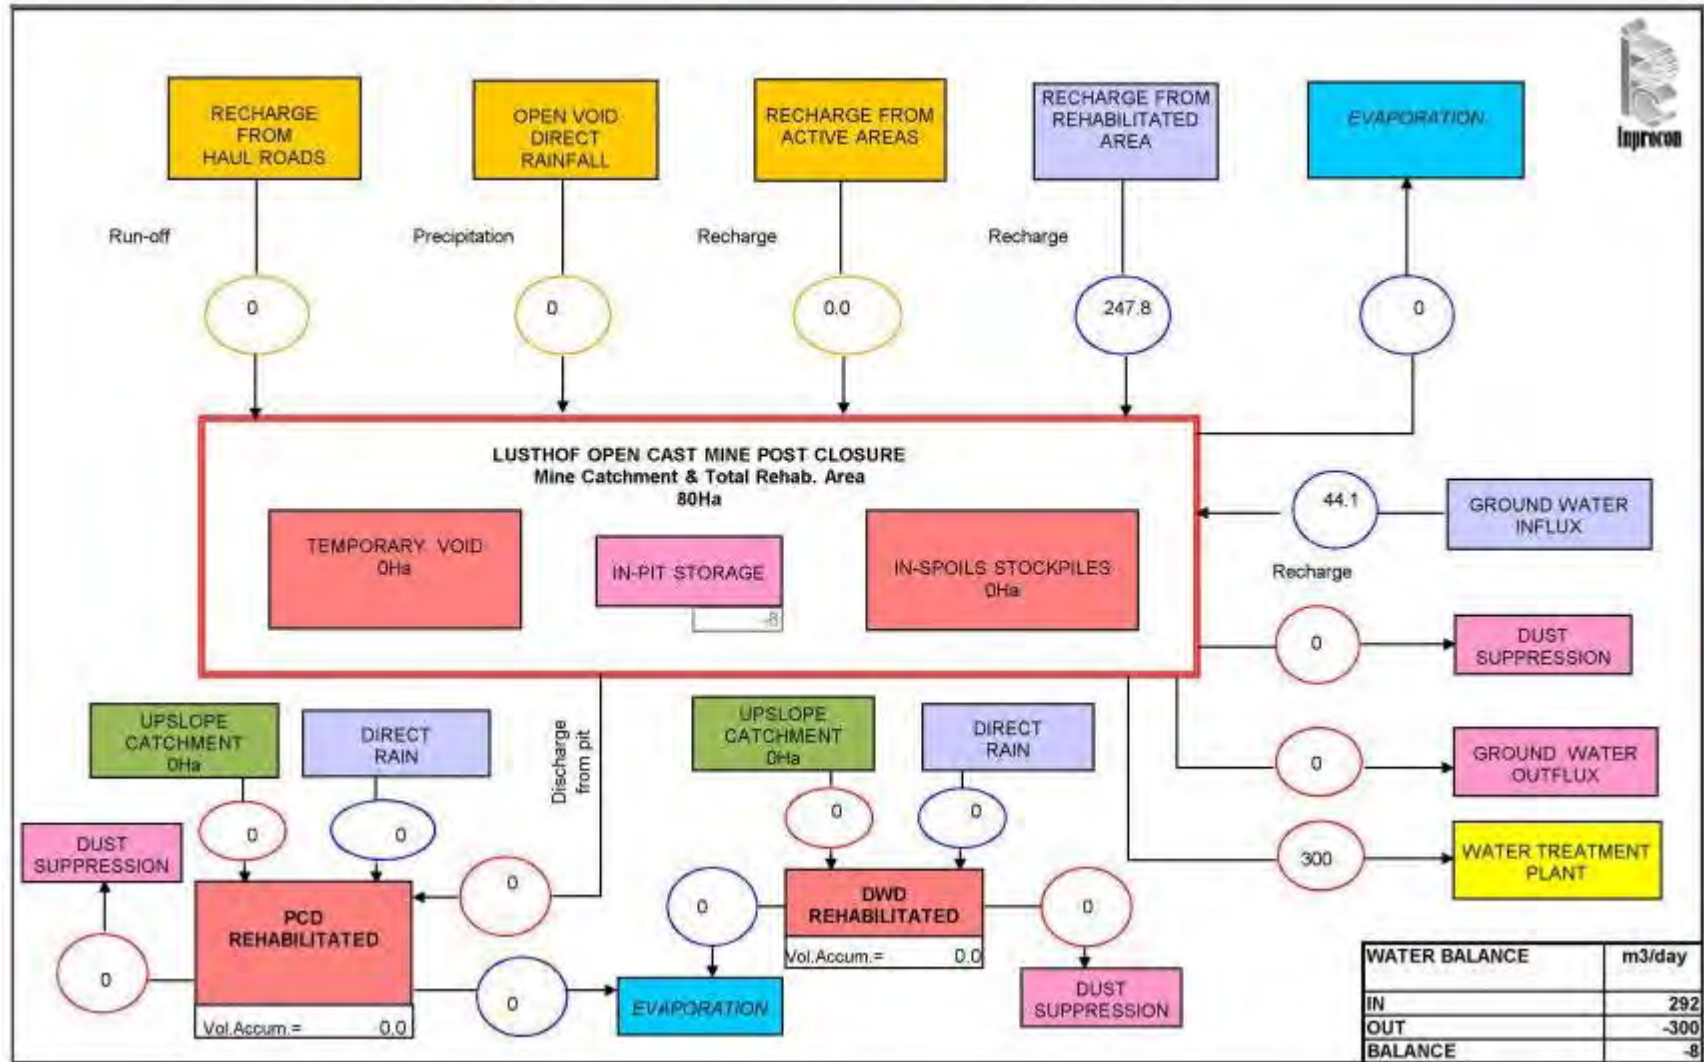 RECHARGE
FROM
HAUL ROADS
OPEN VOID
DIRECT
RAINFALL
RECHARGE FROM
ACTIVE AREAS
RECHARGE FROM
REHABILITATED
AREA
EVAPORATION
Inprocon
Run-off
Precipitation
Recharge
Recharge
0
0
0.0
247.8
0
LUSTHOF OPEN CAST MINE POST CLOSURE
Mine Catchment & Total Rehab. Area
80Ha
TEMPORARY VOID
0Ha
IN-PIT STORAGE
-8
IN-SPOILS STOCKPILES
0Ha
44.1
GROUND WATER
INFLUX
Recharge
0
DUST
SUPPRESSION
0
GROUND WATER
OUTFLUX
300
WATER TREATMENT
PLANT
UPSLOPE
CATCHMENT
0Ha
DIRECT
RAIN
Discharge
from pit
UPSLOPE
CATCHMENT
0Ha
DIRECT
RAIN
0
0
0
0
DUST
SUPPRESSION
0
PCD
REHABILITATED
Vol.Accum.= 0.0
0
0
0
EVAPORATION
DWD
REHABILITATED
Vol.Accum.= 0.0
0
DUST
SUPPRESSION
WATER BALANCE m3/day
IN 292
OUT -300
BALANCE -8